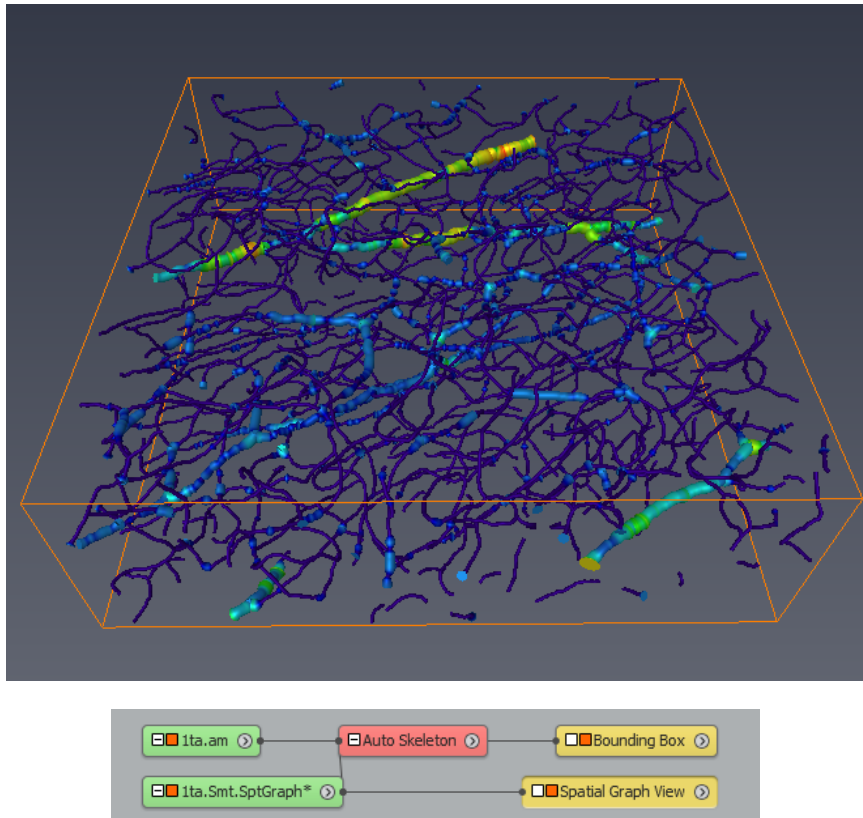 1ta.am
Auto Skeleton
Bounding Box
1ta.Smt.SptGraph*
Spatial Graph View